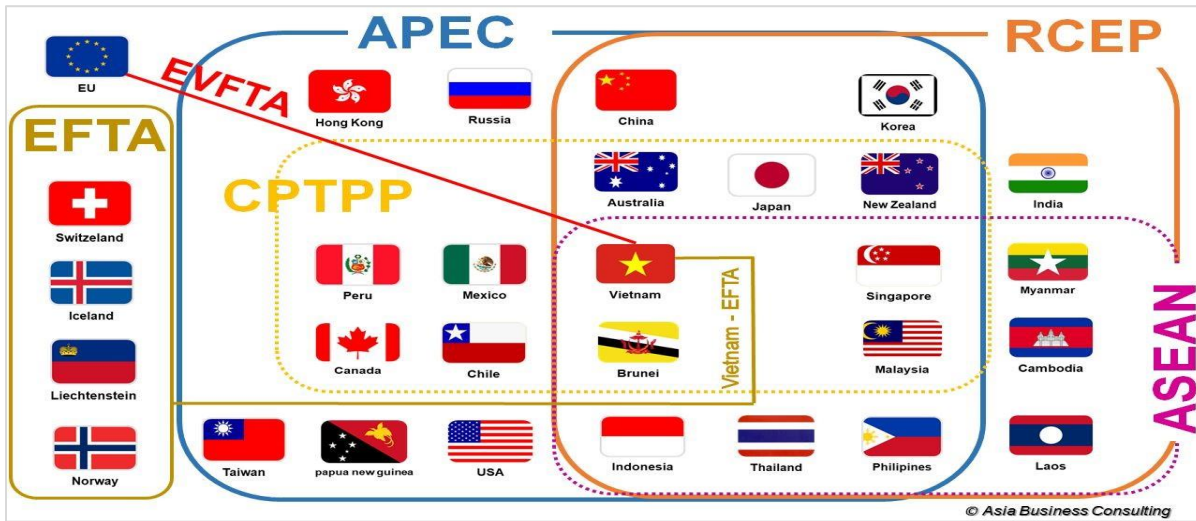 APEC
RCEP
EU
EVFTA
Hong Kong
Russia
China
Korea
EFTA
CPTPP
Switzeland
Australia
Japan
New Zealand
India
Iceland
Peru
Mexico
Vietnam
Singapore
Myanmar
Vietnam - EFTA
ASEAN
Liechtenstein
Canada
Chile
Brunei
Malaysia
Cambodia
Norway
Taiwan
papua new guinea
USA
Indonesia
Thailand
Philipines
Laos
© Asia Business Consulting